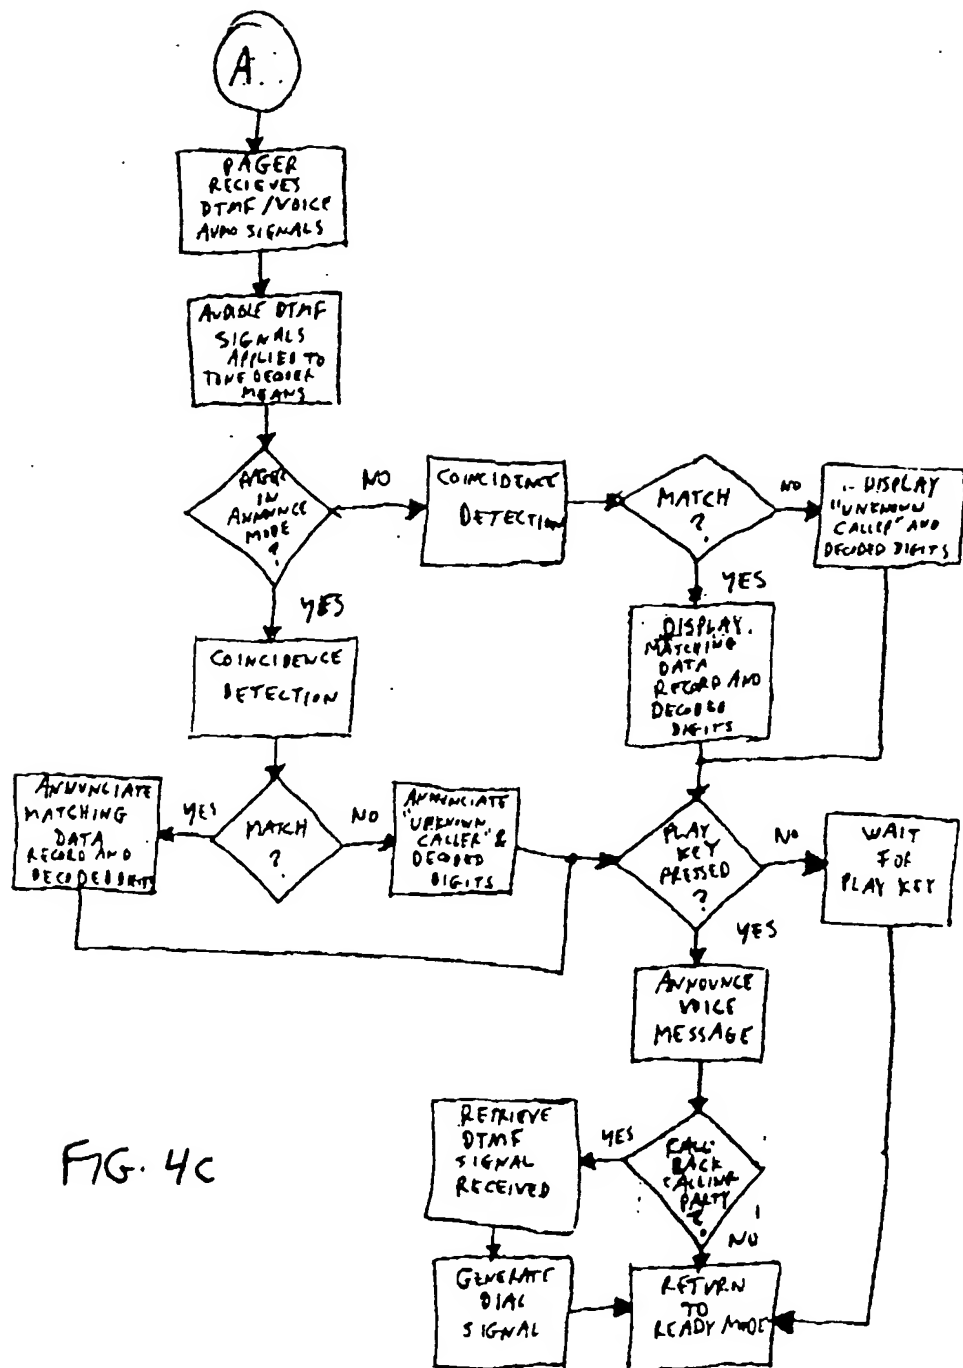 A.
PAGER
RECIEVES
DTMF/VOICE
AUDIO SIGNALS
AUDIBLE DTMF
SIGNALS
APPLIED TO
TONE DECODER
MEANS
PAGER
IN
ANNOUNCE
MODE
?
NO
COINCIDENCE
DETECTION
MATCH
?
NO
DISPLAY
"UNKNOWN
CALLER" AND
DECODED DIGITS
YES
DISPLAY
MATCHING
DATA
RECORD AND
DECODED
DIGITS
YES
COINCIDENCE
DETECTION
MATCH
?
YES
ANNUNCIATE
MATCHING
DATA
RECORD AND
DECODED DIGITS
NO
ANNUNCIATE
"UNKNOWN
CALLER" &
DECODED
DIGITS
PLAY
KEY
PRESSED
?
NO
WAIT
FOR
PLAY KEY
YES
ANNOUNCE
VOICE
MESSAGE
CALL
BACK
CALLING
PARTY
?
YES
RETRIEVE
DTMF
SIGNAL
RECEIVED
GENERATE
DIAL
SIGNAL
NO
RETURN
TO
READY MODE
FIG. 4C